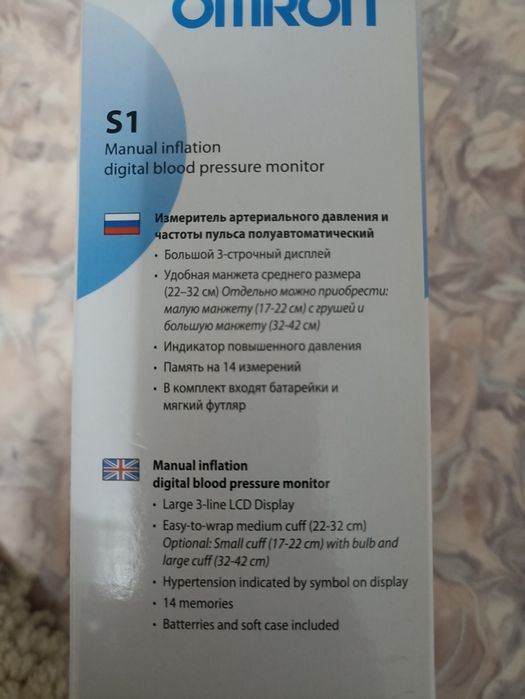 OMRON
S1
Manual inflation
digital blood pressure monitor
Измеритель артериального давления и
частоты пульса полуавтоматический
• Большой 3-строчный дисплей
• Удобная манжета среднего размера
(22–32 см) Отдельно можно приобрести:
малую манжету (17-22 см) с грушей и
большую манжету (32-42 см)
• Индикатор повышенного давления
• Память на 14 измерений
• В комплект входят батарейки и
мягкий футляр
Manual inflation
digital blood pressure monitor
• Large 3-line LCD Display
• Easy-to-wrap medium cuff (22-32 cm)
Optional: Small cuff (17-22 cm) with bulb and
large cuff (32-42 cm)
• Hypertension indicated by symbol on display
• 14 memories
• Batterries and soft case included